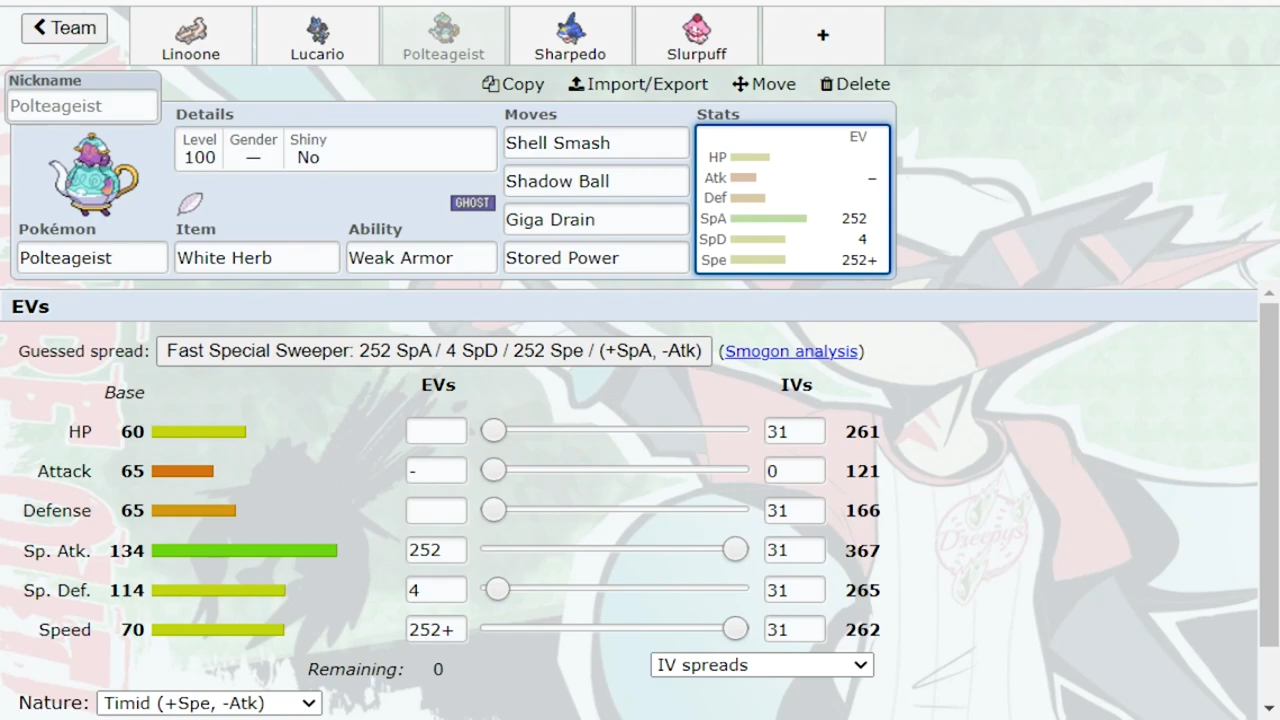 Team
Linoone
Lucario
Polteageist
Sharpedo
Slurpuff
+
Copy
Import/Export
Move
Delete
Nickname
Polteageist
Details
Level
100
Gender
—
Shiny
No
GHOST
Pokémon
Polteageist
Item
White Herb
Ability
Weak Armor
Moves
Shell Smash
Shadow Ball
Giga Drain
Stored Power
Stats
EV
HP
Atk –
Def
SpA 252
SpD 4
Spe 252+
EVs
Guessed spread: Fast Special Sweeper: 252 SpA / 4 SpD / 252 Spe / (+SpA, -Atk) (Smogon analysis)
Base EVs IVs
HP 60 31 261
Attack 65 - 0 121
Defense 65 31 166
Sp. Atk. 134 252 31 367
Sp. Def. 114 4 31 265
Speed 70 252+ 31 262
Remaining: 0 IV spreads
Nature: Timid (+Spe, -Atk)
Dreepys